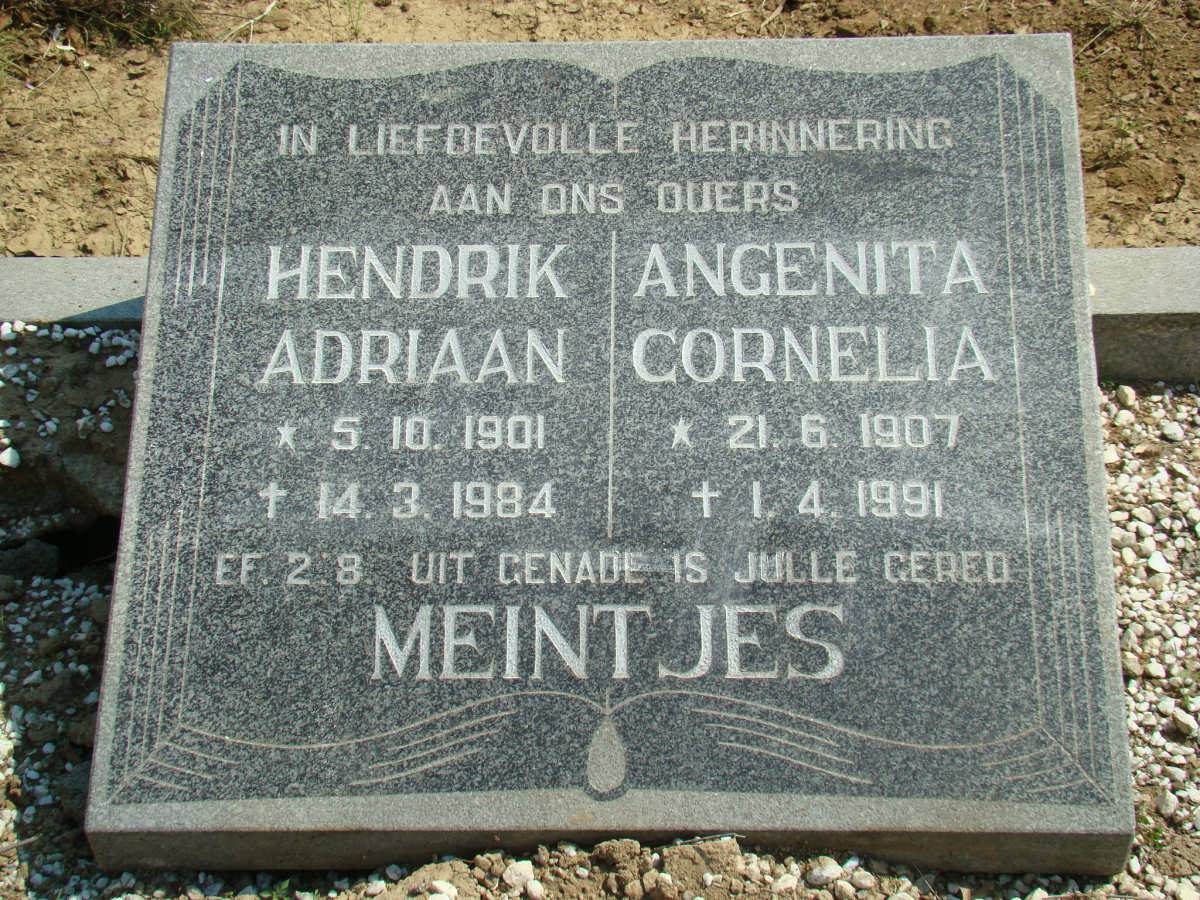 IN LIEFDEVOLLE HERINNERING
AAN ONS OUERS
HENDRIK
ADRIAAN
★ 5. 10. 1901
✝ 14. 3. 1984
ANGENITA
CORNELIA
★ 21. 6. 1907
✝ 1. 4. 1991
EF. 2 8. UIT GENADE IS JULLE GERED
MEINTJES